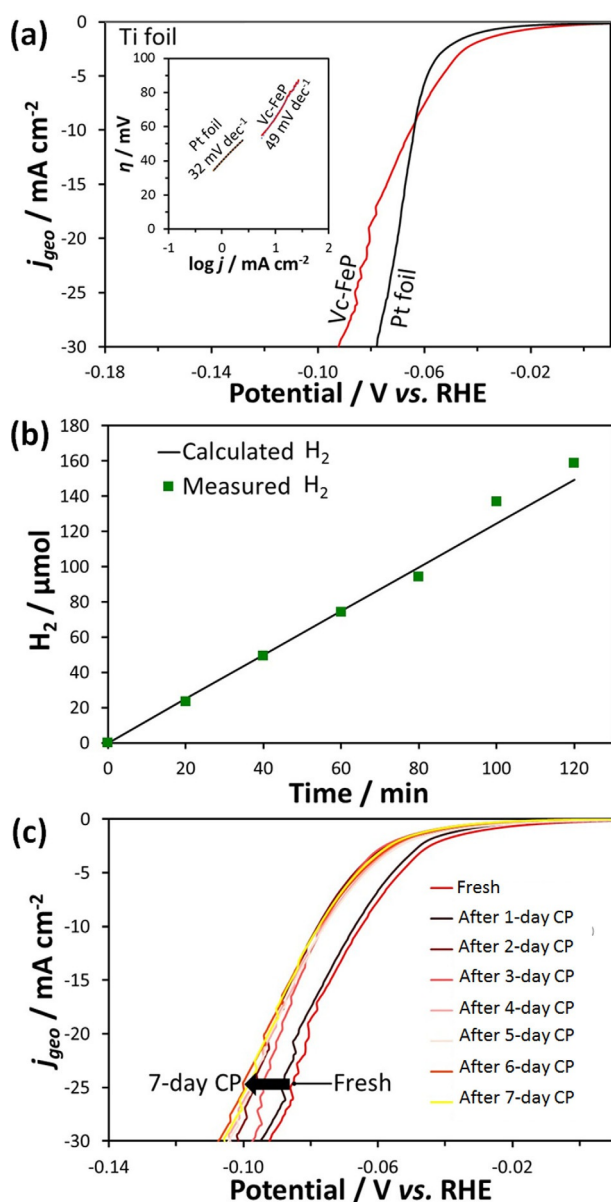 (a)
Ti foil
100
80
60
40
20
0
η / mV
Pt foil
32 mV dec⁻¹
Vc-FeP
49 mV dec⁻¹
-1 0 1 2
log j / mA cm⁻²
0
-5
-10
-15
-20
-25
-30
j_geo / mA cm⁻²
Vc-FeP
Pt foil
-0.18 -0.14 -0.10 -0.06 -0.02
Potential / V vs. RHE
(b)
180
160
140
120
100
80
60
40
20
0
H₂ / μmol
Calculated H₂
Measured H₂
0 20 40 60 80 100 120
Time / min
(c)
0
-5
-10
-15
-20
-25
-30
j_geo / mA cm⁻²
Fresh
After 1-day CP
)
After 2-day CP
After 3-day CP
After 4-day CP
After 5-day CP
After 6-day CP
After 7-day CP
7-day CP Fresh
-0.14 -0.10 -0.06 -0.02
Potential / V vs. RHE